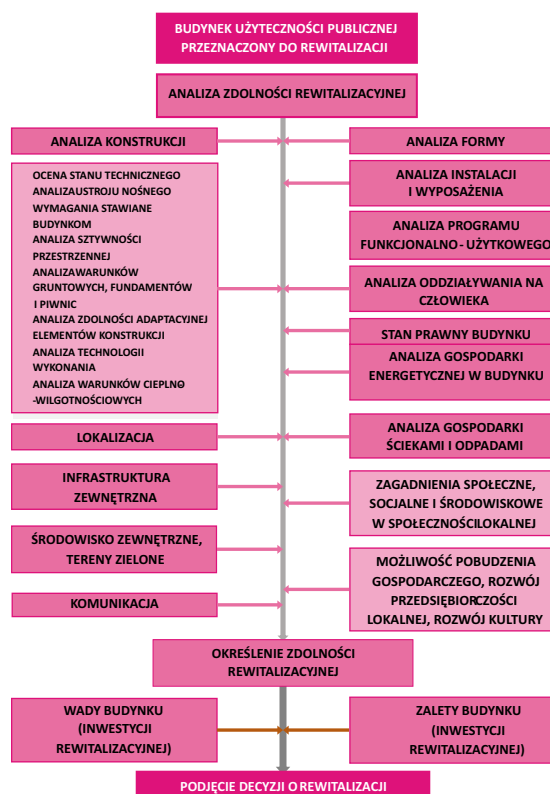 BUDYNEK UŻYTECZNOŚCI PUBLICZNEJ
PRZEZNACZONY DO REWITALIZACJI
ANALIZA ZDOLNOŚCI REWITALIZACYJNEJ
ANALIZA KONSTRUKCJI
OCENA STANU TECHNICZNEGO
ANALIZAUSTROJU NOŚNEGO
WYMAGANIA STAWIANE
BUDYNKOM
ANALIZA SZTYWNOŚCI
PRZESTRZENNEJ
ANALIZAWARUNKÓW
GRUNTOWYCH, FUNDAMENTÓW
I PIWNIC
ANALIZA ZDOLNOŚCI ADAPTACYJNEJ
ELEMENTÓW KONSTRUKCJI
ANALIZA TECHNOLOGII
WYKONANIA
ANALIZA WARUNKÓW CIEPLNO
-WILGOTNOŚCIOWYCH
LOKALIZACJA
INFRASTRUKTURA
ZEWNĘTRZNA
ŚRODOWISKO ZEWNĘTRZNE,
TERENY ZIELONE
KOMUNIKACJA
ANALIZA FORMY
ANALIZA INSTALACJI
I WYPOSAŻENIA
ANALIZA PROGRAMU
FUNKCJONALNO - UŻYTKOWEGO
ANALIZA ODDZIAŁYWANIA NA
CZŁOWIEKA
STAN PRAWNY BUDYNKU
ANALIZA GOSPODARKI
ENERGETYCZNEJ W BUDYNKU
ANALIZA GOSPODARKI
ŚCIEKAMI I ODPADAMI
ZAGADNIENIA SPOŁECZNE,
SOCJALNE I ŚRODOWISKOWE
W SPOŁECZNOŚCILOKALNEJ
MOŻLIWOŚĆ POBUDZENIA
GOSPODARCZEGO, ROZWÓJ
PRZEDSIĘBIORCZOŚCI
LOKALNEJ, ROZWÓJ KULTURY
OKREŚLENIE ZDOLNOŚCI
REWITALIZACYJNEJ
WADY BUDYNKU
(INWESTYCJI
REWITALIZACYJNEJ)
ZALETY BUDYNKU
(INWESTYCJI
REWITALIZACYJNEJ)
PODJĘCIE DECYZJI O REWITALIZACJI